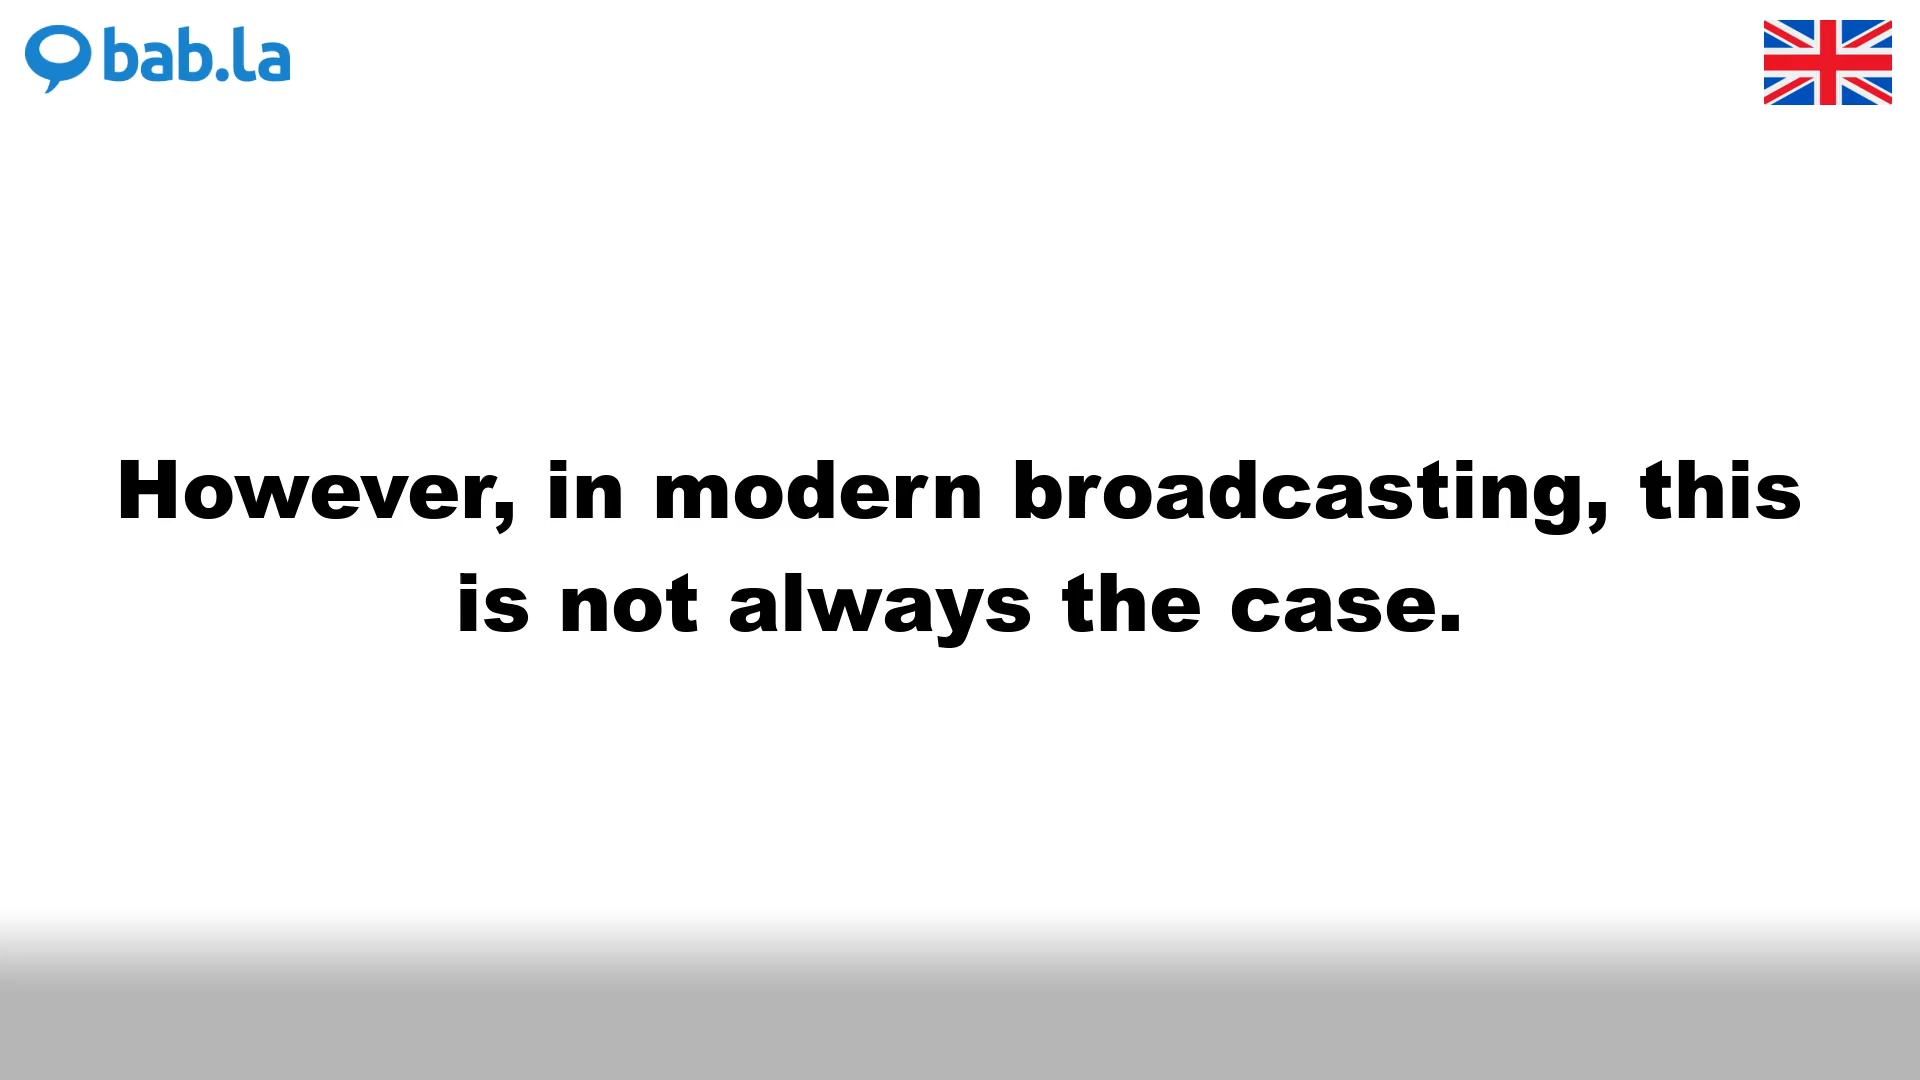 bab.la
However, in modern broadcasting, this
is not always the case.